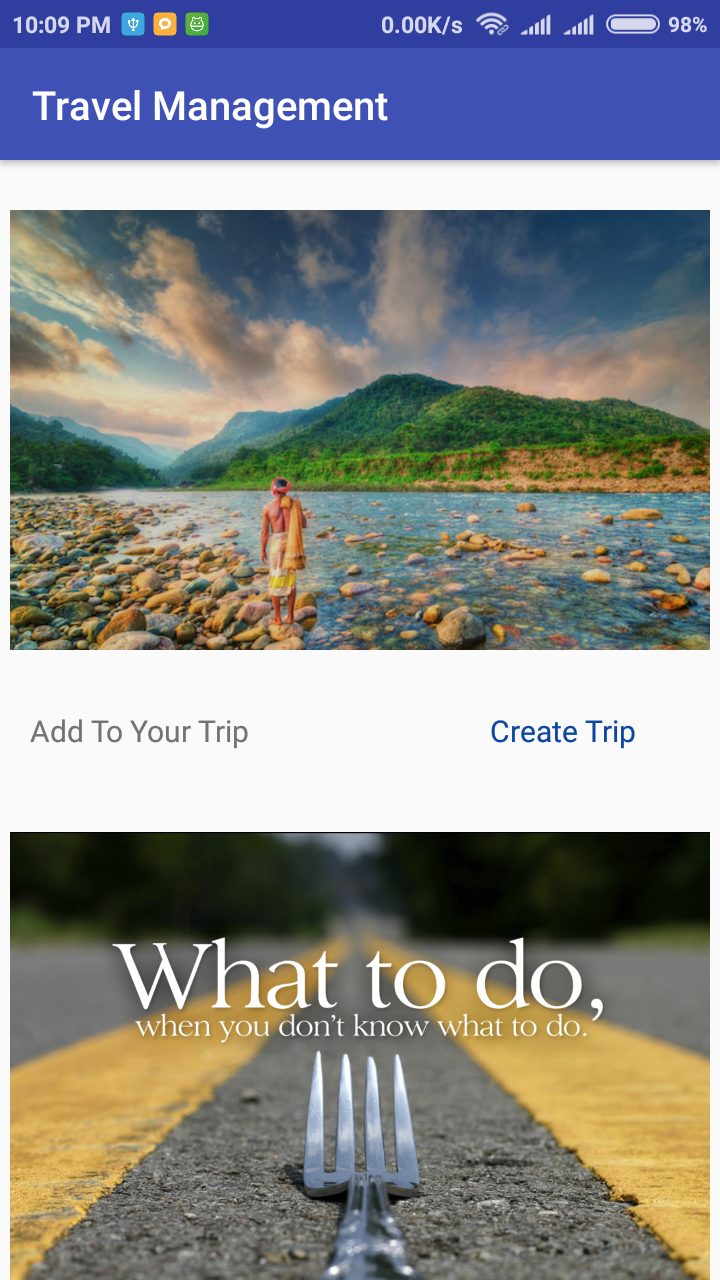 10:09 PM 0.00K/s 98%
Travel Management
Add To Your Trip Create Trip
What to do,
when you don't know what to do.